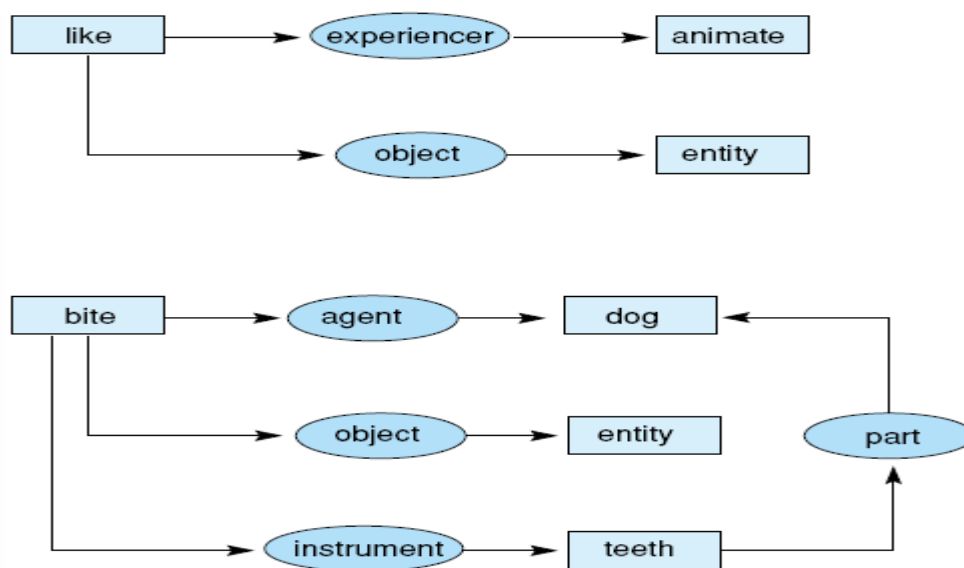 like experiencer animate
object entity
bite agent dog
object entity part
instrument teeth